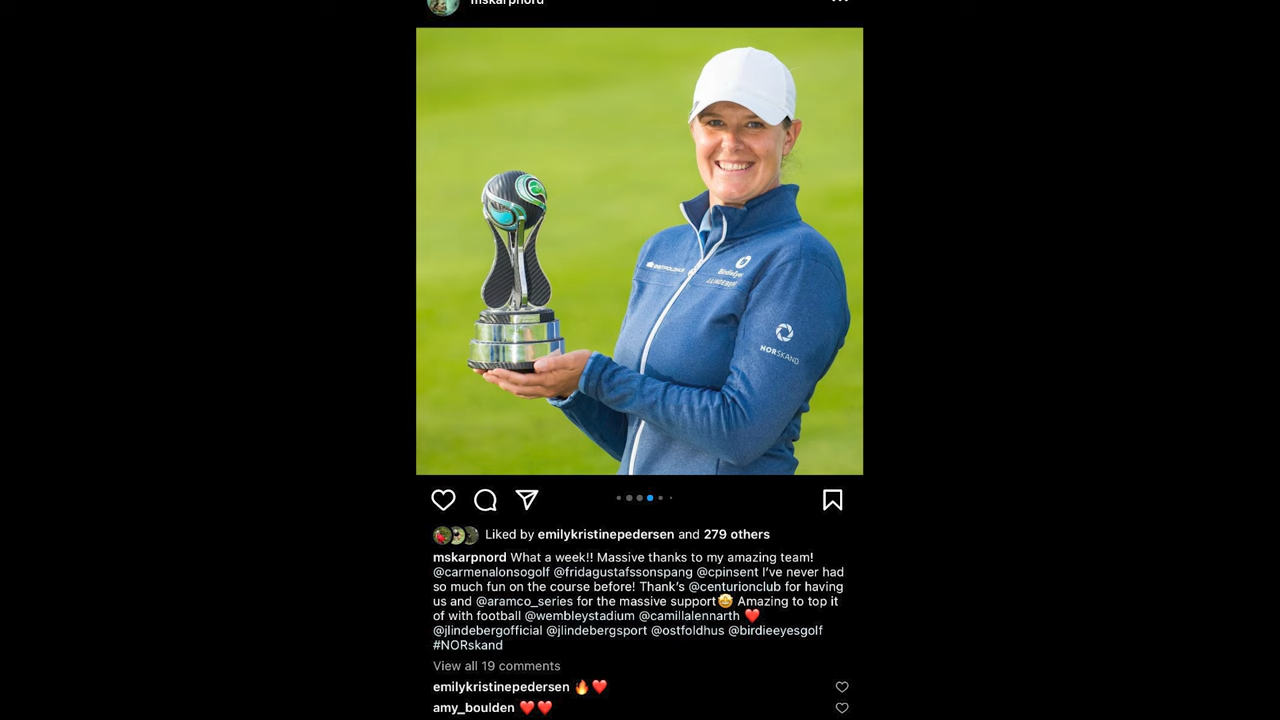 mskarpnord
BirdieEyes
J.LINDEBERG
NORSKAND
Liked by emilykristinepedersen and 279 others
mskarpnord What a week!! Massive thanks to my amazing team!
@carmenalonsogolf @fridagustafssonspang @cpinsent I’ve never had
so much fun on the course before! Thank’s @centurionclub for having
us and @aramco_series for the massive support🤩 Amazing to top it
of with football @wembleystadium @camillalennarth ❤️
@jlindebergofficial @jlindebergsport @ostfoldhus @birdieeyesgolf
#NORskand
View all 19 comments
emilykristinepedersen 🔥❤️
amy_boulden ❤️❤️